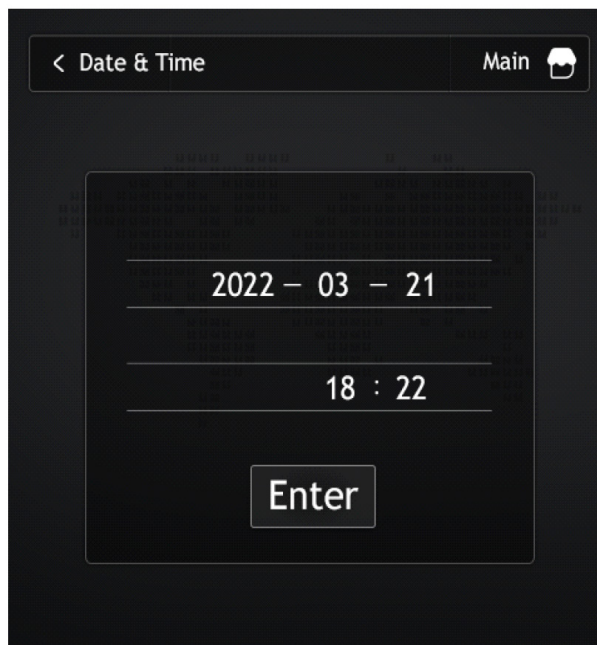 < Date & Time Main
2022 – 03 – 21
18 : 22
Enter